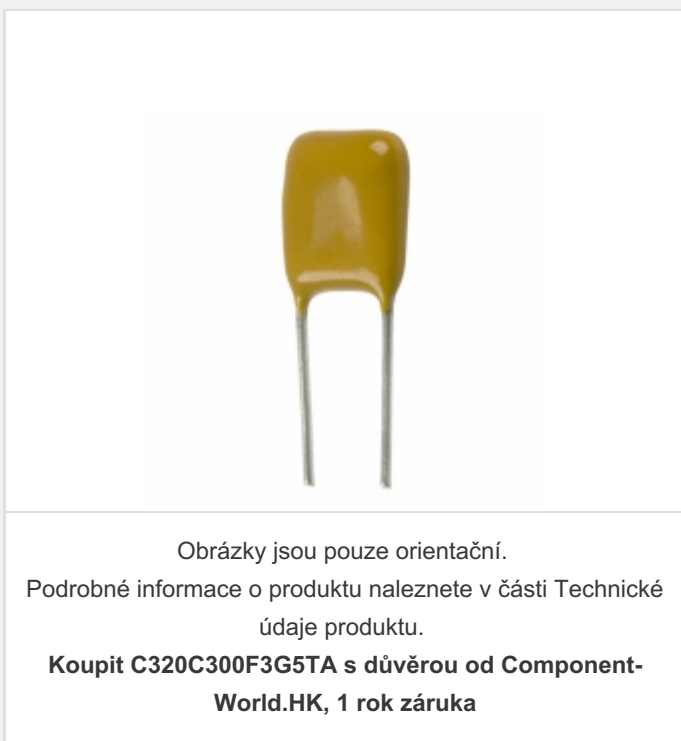 Obrázky jsou pouze orientační.
Podrobné informace o produktu naleznete v části Technické
údaje produktu.
Koupit C320C300F3G5TA s důvěrou od Component-
World.HK, 1 rok záruka